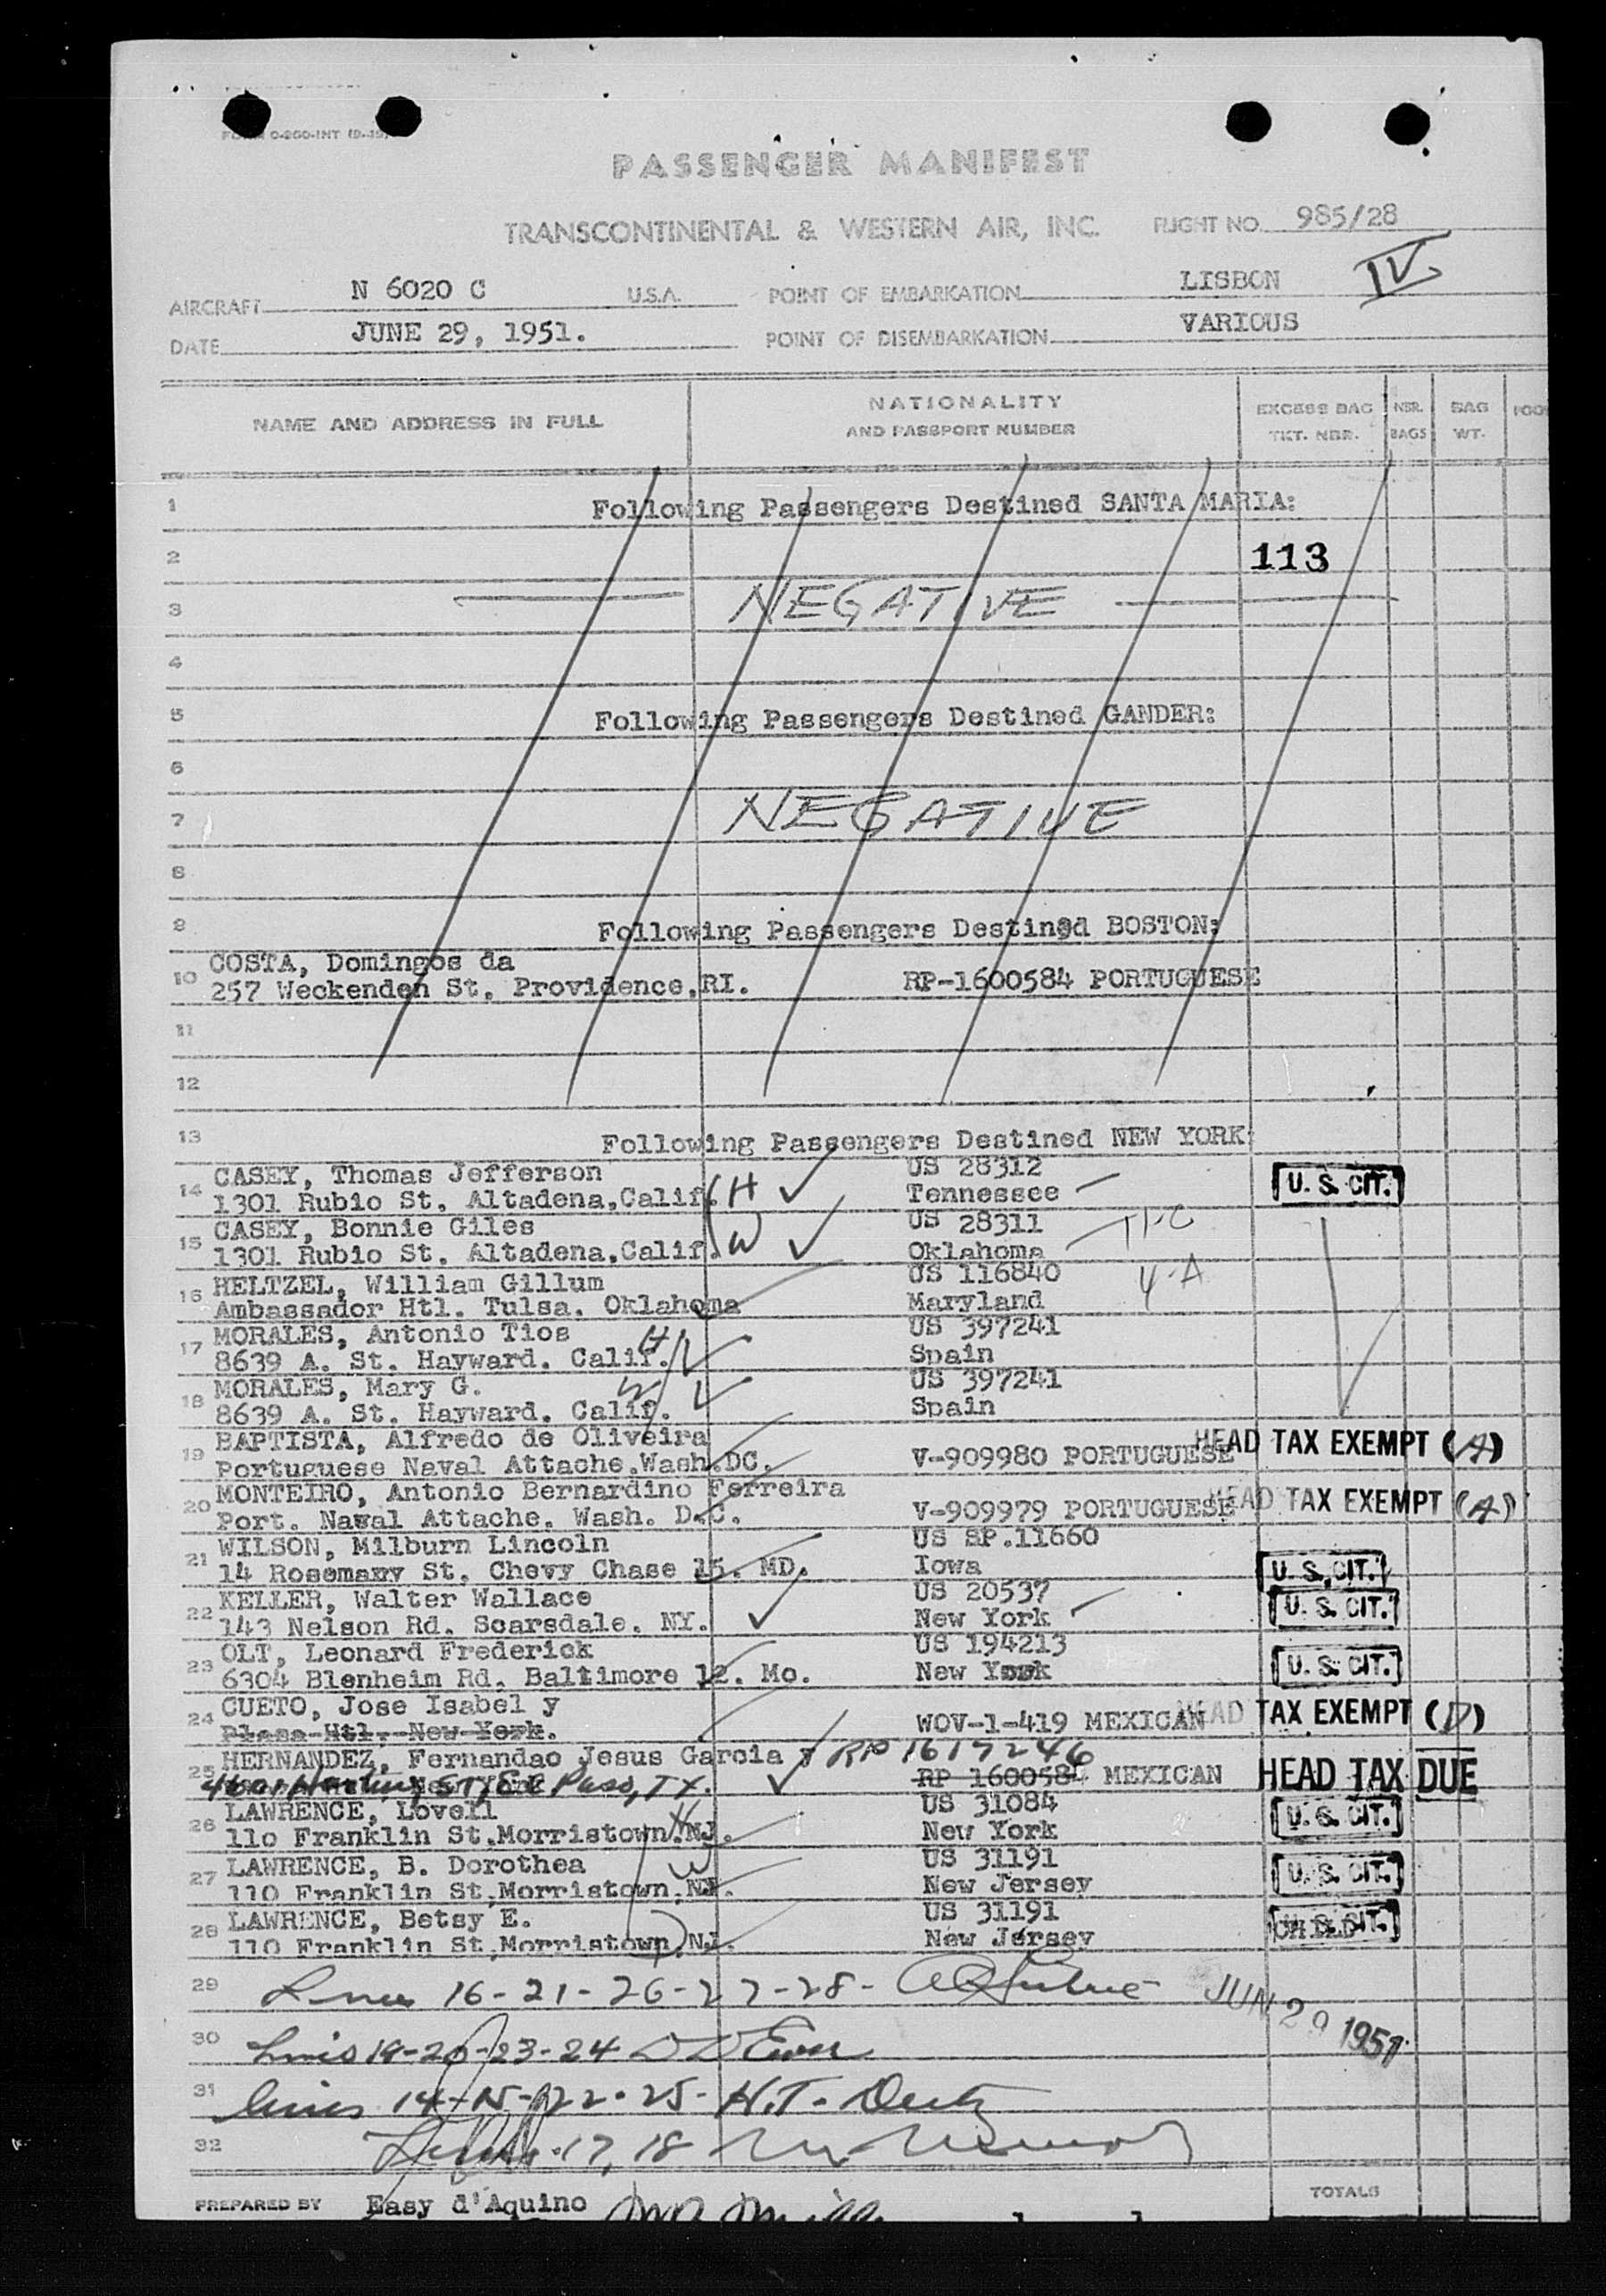 FORM O-200-INT
PASSENGER MANIFEST
TRANSCONTINENTAL & WESTERN AIR, INC. FLIGHT NO. 985/28
IV
AIRCRAFT N 6020 C U.S.A. POINT OF EMBARKATION LISBON
DATE JUNE 29, 1951. POINT OF DISEMBARKATION VARIOUS
NAME AND ADDRESS IN FULL NATIONALITY AND PASSPORT NUMBER EXCESS BAG TKT. NBR. NBR. BAGS BAG WT.
1 Following Passengers Destined SANTA MARIA:
2 113
3 NEGATIVE
4
5 Following Passengers Destined GANDER:
6
7 NEGATIVE
8
9 Following Passengers Destined BOSTON:
COSTA, Domingos da
10 257 Weckenden St. Providence,RI. RP-1600584 PORTUGUESE
11
12
13 Following Passengers Destined NEW YORK:
CASEY, Thomas Jefferson US 28312
14 1301 Rubio St. Altadena,Calif. H Tennessee U. S. CIT.
CASEY, Bonnie Giles US 28311
15 1301 Rubio St. Altadena,Calif. W Oklahoma
HELTZEL, William Gillum US 116840 4-A
16 Ambassador Htl. Tulsa. Oklahoma Maryland
MORALES, Antonio Tios H US 397241
17 8639 A. St. Hayward. Calif. Spain
MORALES, Mary G. W US 397241
18 8639 A. St. Hayward. Calif. Spain
BAPTISTA, Alfredo de Oliveira HEAD TAX EXEMPT (A)
19 Portuguese Naval Attache.Wash.DC. V-909980 PORTUGUESE
MONTEIRO, Antonio Bernardino Ferreira HEAD TAX EXEMPT (A)
20 Port. Naval Attache. Wash. D.C. V-909979 PORTUGUESE
WILSON, Milburn Lincoln US SP.11660
21 14 Rosemary St. Chevy Chase 15. MD. Iowa U. S. CIT.
KELLER, Walter Wallace US 20537
22 143 Nelson Rd. Scarsdale. NY. New York U. S. CIT.
OLT, Leonard Frederick US 194213
23 6304 Blenheim Rd. Baltimore 12. Mo. New York U. S. CIT.
CUETO, Jose Isabel y HEAD TAX EXEMPT (D)
24 Plasa Htl. New York. WOV-1-419 MEXICAN
HERNANDEZ, Fernandao Jesus Garcia y RP 1617246
25 ST, El Paso, TX. RP 1600584 MEXICAN HEAD TAX DUE
LAWRENCE, Lovell H US 31084
26 110 Franklin St.Morristown.NJ. New York U. S. CIT.
LAWRENCE, B. Dorothea W US 31191
27 110 Franklin St.Morristown.NJ. New Jersey U. S. CIT.
LAWRENCE, Betsy E. US 31191
28 110 Franklin St.Morristown.NJ. New Jersey CHILD U. S. CIT.
29 Lines 16-21-26-27-28- JUN 29 1951
30 Lines 19-20-23-24
31 lines 14-15-22-25- H.T.
32 17, 18
PREPARED BY Easy d'Aquino TOTALS